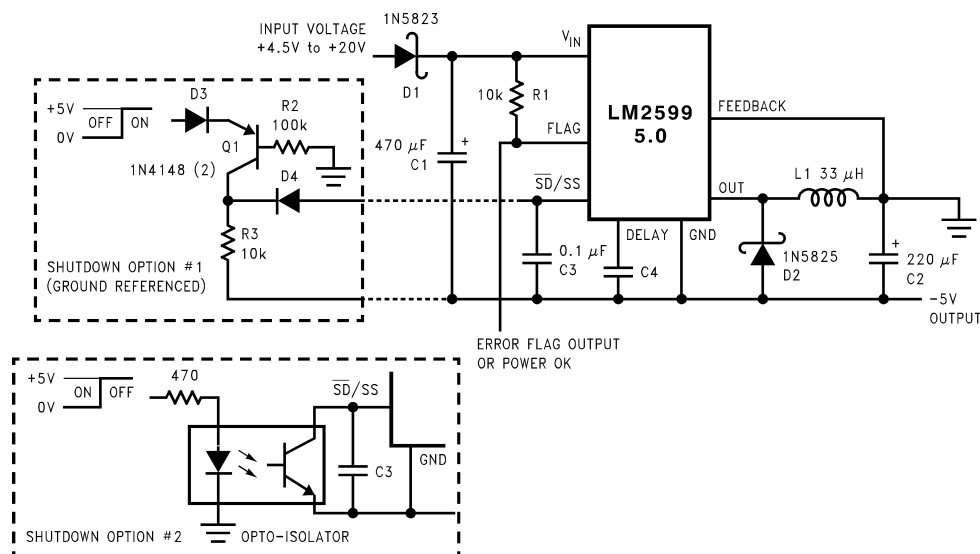 INPUT VOLTAGE
+4.5V to +20V
1N5823
D1
VIN
10k
R1
FLAG
470 μF
C1
+
LM2599
5.0
FEEDBACK
OUT
L1 33 μH
SD/SS
DELAY
GND
0.1 μF
C3
C4
1N5825
D2
+
220 μF
C2
–5V
OUTPUT
ERROR FLAG OUTPUT
OR POWER OK
+5V
0V
OFF
ON
D3
R2
100k
Q1
1N4148 (2)
D4
R3
10k
SHUTDOWN OPTION #1
(GROUND REFERENCED)
+5V
0V
ON
OFF
470
SD/SS
GND
C3
SHUTDOWN OPTION #2
OPTO-ISOLATOR